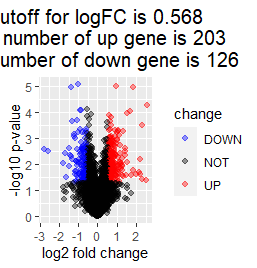 utoff for logFC is 0.568
number of up gene is 203
umber of down gene is 126
change
DOWN
NOT
UP
-log10 p-value
5
4
3
2
1
0
-3 -2 -1 0 1 2
log2 fold change